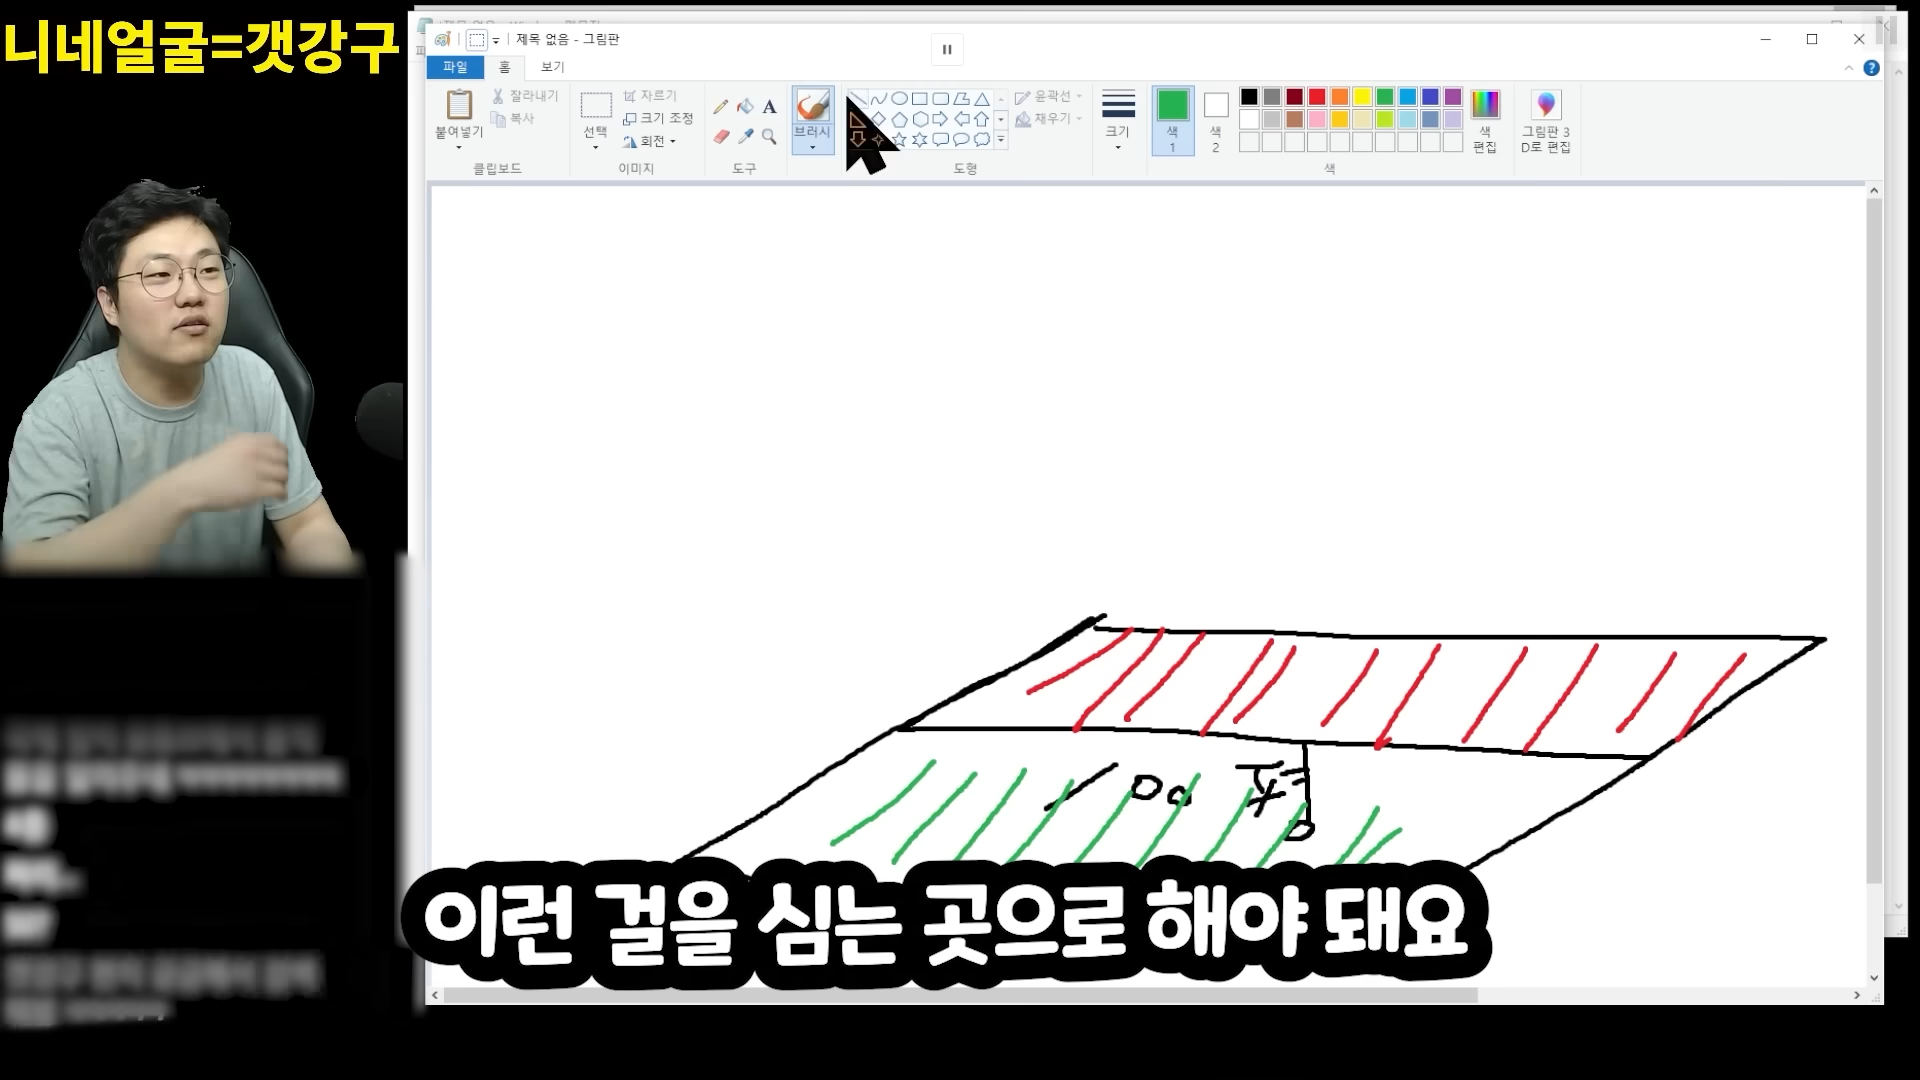 니네얼굴=갯강구
제목 없음 - 그림판
파일 홈 보기
붙여넣기
잘라내기
복사
클립보드
선택
자르기
크기 조정
회전
이미지
도구
브러시
윤곽선
채우기
도형
크기
색 1
색 2
색 편집
색
그림판 3D로 편집
이런 걸을 심는 곳으로 해야 돼요